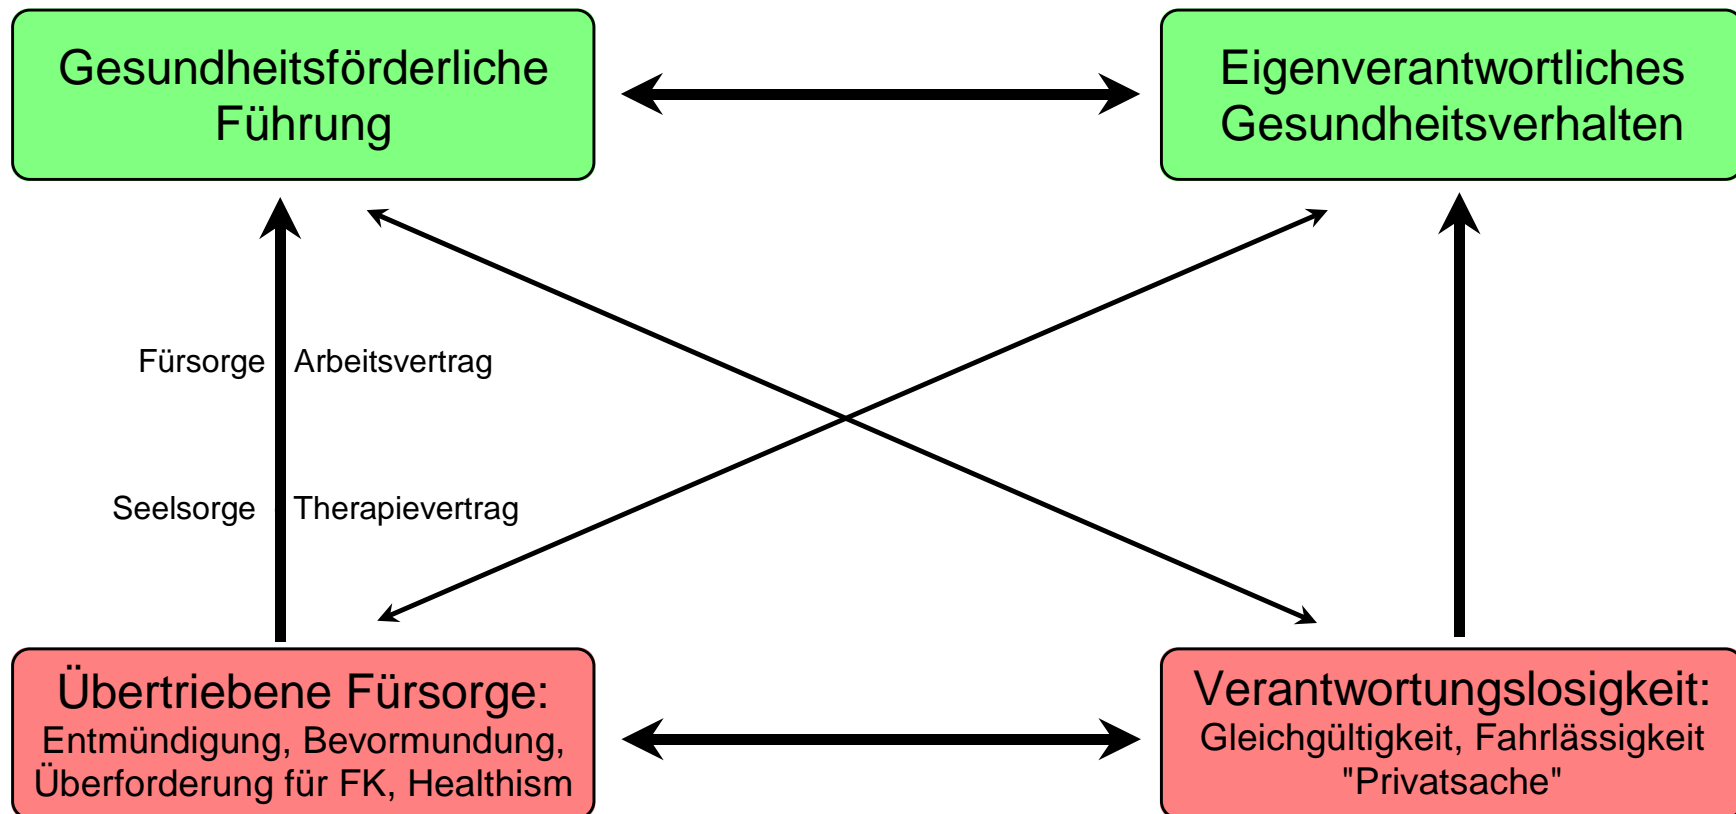 Gesundheitsförderliche
Führung
Eigenverantwortliches
Gesundheitsverhalten
Fürsorge Arbeitsvertrag
Seelsorge Therapievertrag
Übertriebene Fürsorge:
Entmündigung, Bevormundung,
Überforderung für FK, Healthism
Verantwortungslosigkeit:
Gleichgültigkeit, Fahrlässigkeit
"Privatsache"